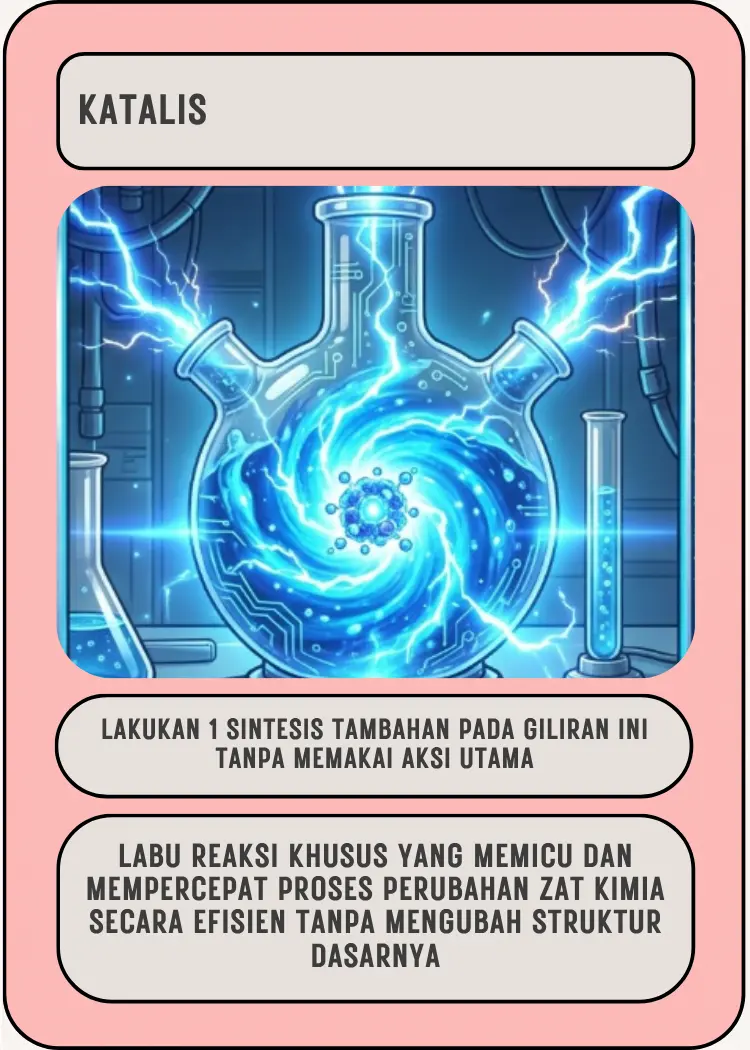 KATALIS
LAKUKAN 1 SINTESIS TAMBAHAN PADA GILIRAN INI
TANPA MEMAKAI AKSI UTAMA
LABU REAKSI KHUSUS YANG MEMICU DAN
MEMPERCEPAT PROSES PERUBAHAN ZAT KIMIA
SECARA EFISIEN TANPA MENGUBAH STRUKTUR
DASARNYA